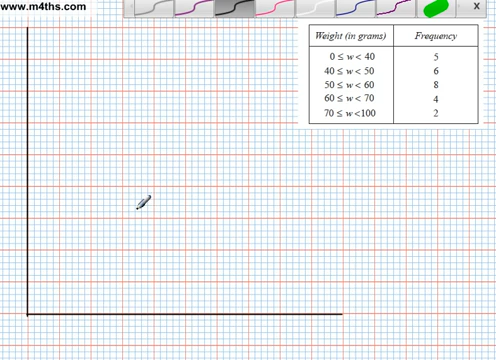 www.m4ths.com
X
Weight (in grams) Frequency
0 ≤ w < 40 5
40 ≤ w < 50 6
50 ≤ w < 60 8
60 ≤ w < 70 4
70 ≤ w <100 2